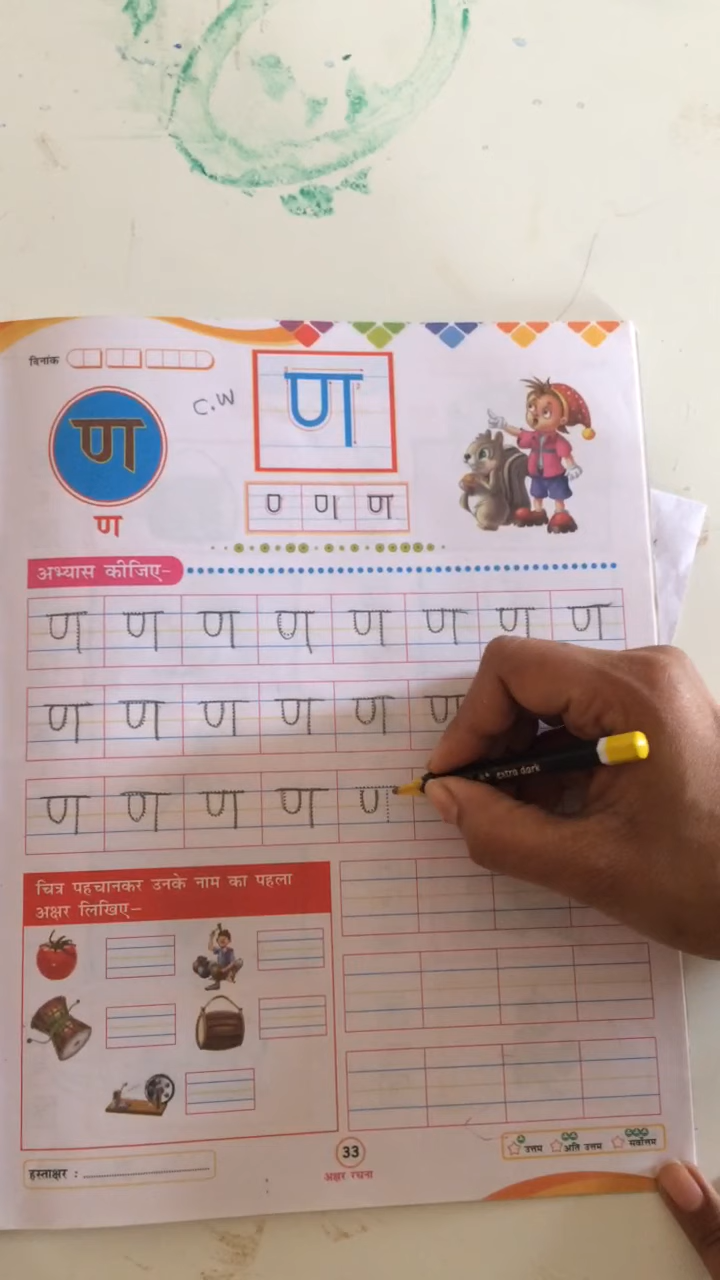 दिनांक
C.W
ण
ण
ण
ण ण
अभ्यास कीजिए-
ण ण ण ण ण ण ण ण
ण ण ण ण ण ण
ण ण ण ण ण
extra dark
चित्र पहचानकर उनके नाम का पहला
अक्षर लिखिए-
हस्ताक्षर :
33
अक्षर रचना
उत्तम अति उत्तम सर्वोत्तम